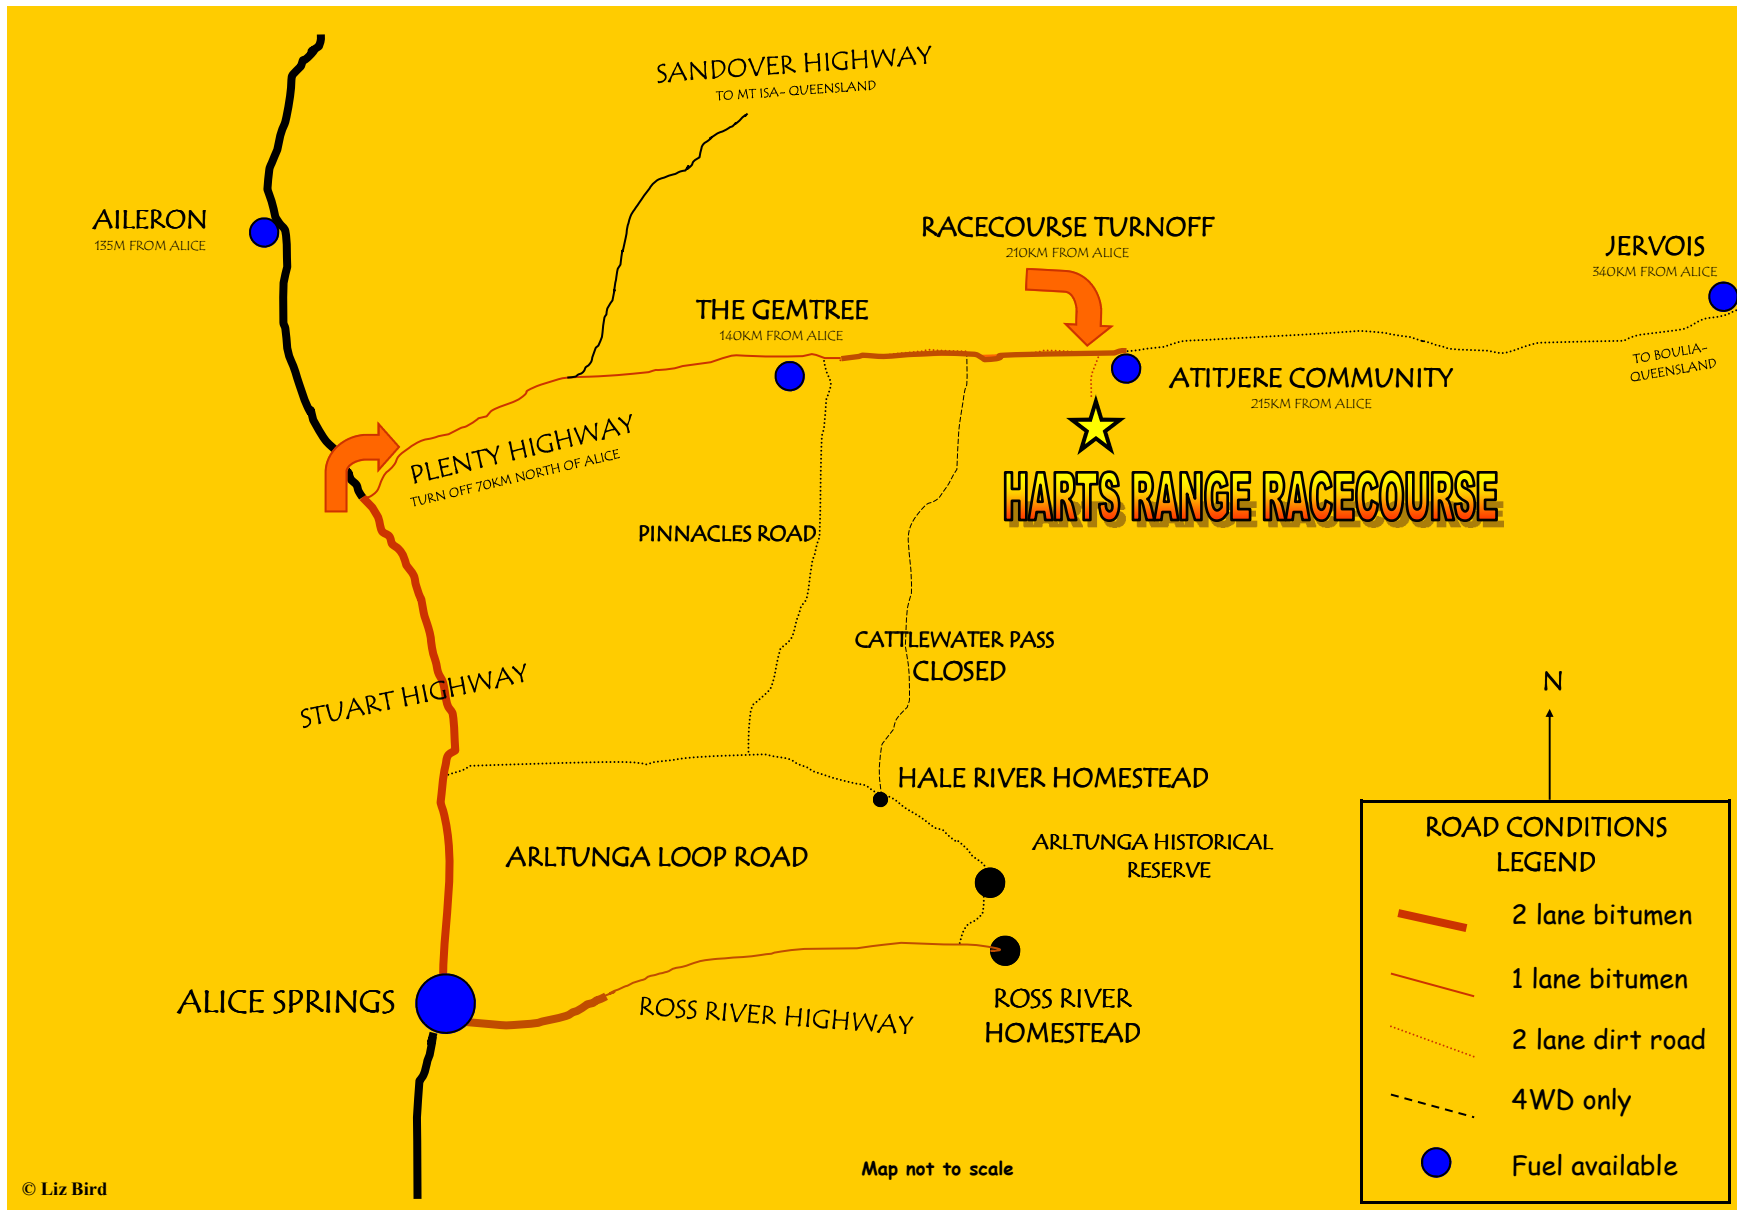 SANDOVER HIGHWAY
TO MT ISA- QUEENSLAND
AILERON
135M FROM ALICE
RACECOURSE TURNOFF
210KM FROM ALICE
JERVOIS
340KM FROM ALICE
THE GEMTREE
140KM FROM ALICE
TO BOULIA-
QUEENSLAND
ATITJERE COMMUNITY
215KM FROM ALICE
PLENTY HIGHWAY
TURN OFF 70KM NORTH OF ALICE
HARTS RANGE RACECOURSE
PINNACLES ROAD
CATTLEWATER PASS
CLOSED
STUART HIGHWAY
N
HALE RIVER HOMESTEAD
ARLTUNGA LOOP ROAD
ARLTUNGA HISTORICAL
RESERVE
ALICE SPRINGS
ROSS RIVER HIGHWAY
ROSS RIVER
HOMESTEAD
ROAD CONDITIONS
LEGEND
2 lane bitumen
1 lane bitumen
2 lane dirt road
4WD only
Fuel available
Map not to scale
© Liz Bird